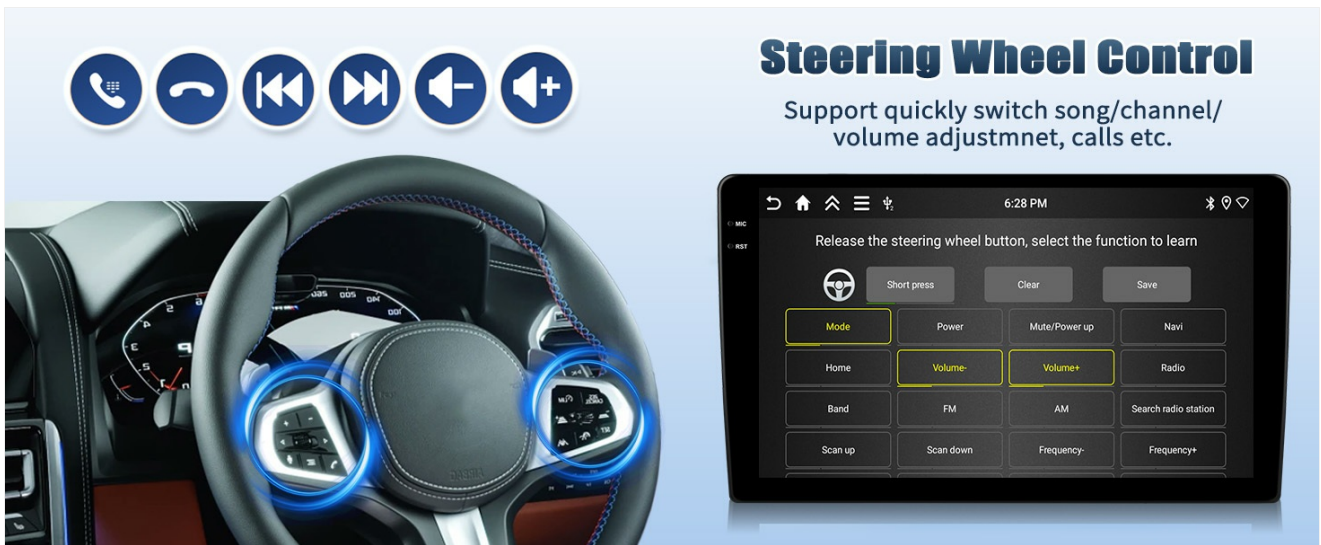 Steering Wheel Control
Support quickly switch song/channel/
volume adjustmnet, calls etc.
6:28 PM
MIC
RST
Release the steering wheel button, select the function to learn
Short press Clear Save
Mode Power Mute/Power up Navi
Home Volume- Volume+ Radio
Band FM AM Search radio station
Scan up Scan down Frequency- Frequency+